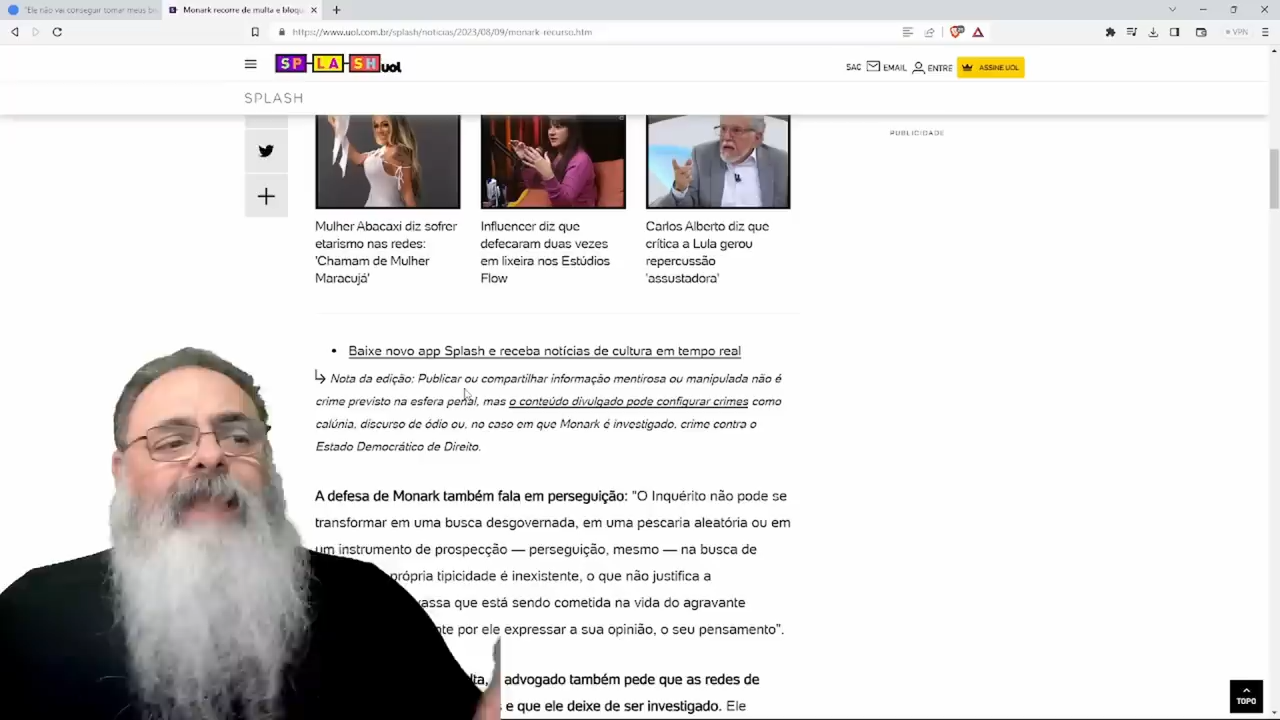 "Ele não vai conseguir tomar meus bi
Monark recorre de multa e bloqu
https://www.uol.com.br/splash/noticias/2023/08/09/monark-recurso.htm
VPN
SPLASH uol
SAC EMAIL ENTRE ASSINE UOL
SPLASH
PUBLICIDADE
Mulher Abacaxi diz sofrer
etarismo nas redes:
'Chamam de Mulher
Maracujá'
Influencer diz que
defecaram duas vezes
em lixeira nos Estúdios
Flow
Carlos Alberto diz que
crítica a Lula gerou
repercussão
'assustadora'
Baixe novo app Splash e receba notícias de cultura em tempo real
Nota da edição: Publicar ou compartilhar informação mentirosa ou manipulada não é
crime previsto na esfera penal, mas o conteúdo divulgado pode configurar crimes como
calúnia, discurso de ódio ou, no caso em que Monark é investigado, crime contra o
Estado Democrático de Direito.
A defesa de Monark também fala em perseguição: "O Inquérito não pode se
transformar em uma busca desgovernada, em uma pescaria aleatória ou em
um instrumento de prospecção — perseguição, mesmo — na busca de
própria tipicidade é inexistente, o que não justifica a
assa que está sendo cometida na vida do agravante
nte por ele expressar a sua opinião, o seu pensamento".
lta, advogado também pede que as redes de
s e que ele deixe de ser investigado. Ele
TOPO